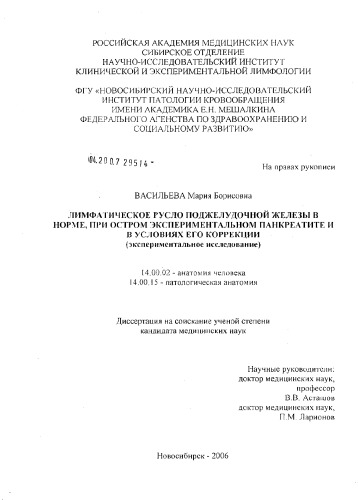 РОССИЙСКАЯ АКАДЕМИЯ МЕДИЦИНСКИХ НАУК
СИБИРСКОЕ ОТДЕЛЕНИЕ
НАУЧНО-ИССЛЕДОВАТЕЛЬСКИЙ ИНСТИТУТ
КЛИНИЧЕСКОЙ И ЭКСПЕРИМЕНТАЛЬНОЙ ЛИМФОЛОГИИ
ФГУ «НОВОСИБИРСКИЙ НАУЧНО-ИССЛЕДОВАТЕЛЬСКИЙ
ИНСТИТУТ ПАТОЛОГИИ КРОВООБРАЩЕНИЯ
ИМЕНИ АКАДЕМИКА Е.Н. МЕШАЛКИНА
ФЕДЕРАЛЬНОГО АГЕНСТВА ПО ЗДРАВООХРАНЕНИЮ И
СОЦИАЛЬНОМУ РАЗВИТИЮ»
04.2007 29514 -
На правах рукописи
ВАСИЛЬЕВА Мария Борисовна
ЛИМФАТИЧЕСКОЕ РУСЛО ПОДЖЕЛУДОЧНОЙ ЖЕЛЕЗЫ В
НОРМЕ, ПРИ ОСТРОМ ЭКСПЕРИМЕНТАЛЬНОМ ПАНКРЕАТИТЕ И
В УСЛОВИЯХ ЕГО КОРРЕКЦИИ
(экспериментальное исследование)
14.00.02 - анатомия человека
14.00.15 - патологическая анатомия
Диссертация на соискание ученой степени
кандидата медицинских наук
Научные руководители:
доктор медицинских наук,
профессор
В.В. Асташов
доктор медицинских наук,
П.М. Ларионов
Новосибирск - 2006